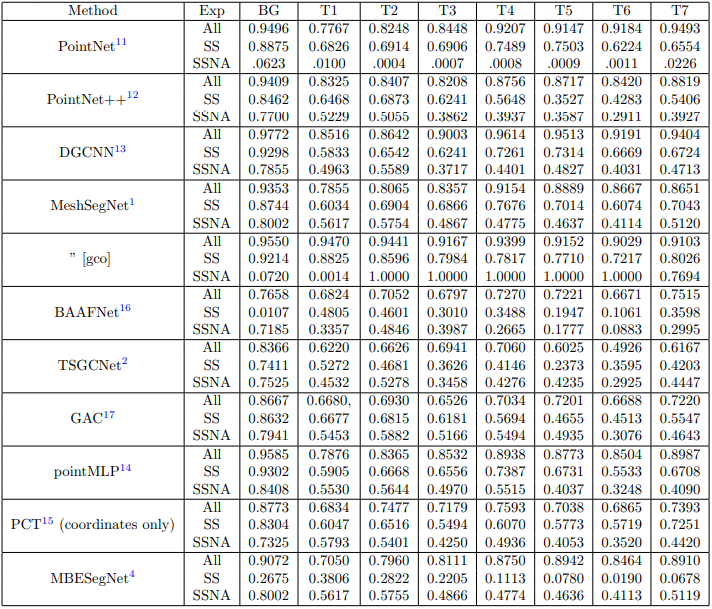 Method Exp BG T1 T2 T3 T4 T5 T6 T7
All 0.9496 0.7767 0.8248 0.8448 0.9207 0.9147 0.9184 0.9493
PointNet11 SS 0.8875 0.6826 0.6914 0.6906 0.7489 0.7503 0.6224 0.6554
SSNA .0623 .0100 .0004 .0007 .0008 .0009 .0011 .0226
All 0.9409 0.8325 0.8407 0.8208 0.8756 0.8717 0.8420 0.8819
PointNet++12 SS 0.8462 0.6468 0.6873 0.6241 0.5648 0.3527 0.4283 0.5406
SSNA 0.7700 0.5229 0.5055 0.3862 0.3937 0.3587 0.2911 0.3927
All 0.9772 0.8516 0.8642 0.9003 0.9614 0.9513 0.9191 0.9404
DGCNN13 SS 0.9298 0.5833 0.6542 0.6241 0.7261 0.7314 0.6669 0.6724
SSNA 0.7855 0.4963 0.5589 0.3717 0.4401 0.4827 0.4031 0.4713
All 0.9353 0.7855 0.8065 0.8357 0.9154 0.8889 0.8667 0.8651
MeshSegNet1 SS 0.8744 0.6034 0.6904 0.6866 0.7676 0.7014 0.6074 0.7043
SSNA 0.8002 0.5617 0.5754 0.4867 0.4775 0.4637 0.4114 0.5120
All 0.9550 0.9470 0.9441 0.9167 0.9399 0.9152 0.9029 0.9103
” [gco] SS 0.9214 0.8825 0.8596 0.7984 0.7817 0.7710 0.7217 0.8026
SSNA 0.0720 0.0014 1.0000 1.0000 1.0000 1.0000 1.0000 0.7694
All 0.7658 0.6824 0.7052 0.6797 0.7270 0.7221 0.6671 0.7515
BAAFNet16 SS 0.0107 0.4805 0.4601 0.3010 0.3488 0.1947 0.1061 0.3598
SSNA 0.7185 0.3357 0.4846 0.3987 0.2665 0.1777 0.0883 0.2995
All 0.8366 0.6220 0.6626 0.6941 0.7060 0.6025 0.4926 0.6167
TSGCNet2 SS 0.7411 0.5272 0.4681 0.3626 0.4146 0.2373 0.3595 0.4203
SSNA 0.7525 0.4532 0.5278 0.3458 0.4276 0.4235 0.2925 0.4447
All 0.8667 0.6680, 0.6930 0.6526 0.7034 0.7201 0.6688 0.7220
GAC17 SS 0.8632 0.6677 0.6815 0.6181 0.5694 0.4655 0.4513 0.5547
SSNA 0.7941 0.5453 0.5882 0.5166 0.5494 0.4935 0.3076 0.4643
All 0.9585 0.7876 0.8365 0.8532 0.8938 0.8773 0.8504 0.8987
pointMLP14 SS 0.9302 0.5905 0.6668 0.6556 0.7387 0.6731 0.5533 0.6708
SSNA 0.8408 0.5530 0.5644 0.4970 0.5515 0.4037 0.3248 0.4090
All 0.8773 0.6834 0.7477 0.7179 0.7593 0.7038 0.6865 0.7393
PCT15 (coordinates only) SS 0.8304 0.6047 0.6516 0.5494 0.6070 0.5773 0.5719 0.7251
SSNA 0.7325 0.5793 0.5401 0.4250 0.4936 0.4053 0.3520 0.4420
All 0.9072 0.7050 0.7960 0.8111 0.8750 0.8942 0.8464 0.8910
MBESegNet4 SS 0.2675 0.3806 0.2822 0.2205 0.1113 0.0780 0.0190 0.0678
SSNA 0.8002 0.5617 0.5755 0.4866 0.4774 0.4636 0.4113 0.5119